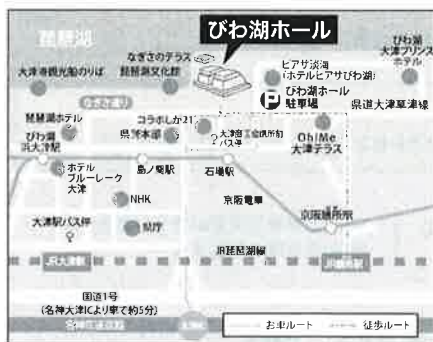 びわ湖ホール
琵琶湖
なぎさのテラス
琵琶湖文化館
大津港観光船のりば
なぎさ通り
ピアザ淡海
(ホテルピアザびわ湖)
びわ湖
大津プリンス
ホテル
P びわ湖ホール
駐車場
県道大津草津線
琵琶湖ホテル
コラボしが21
県警本部
大津商工会議所前
バス停
Oh!Me
大津テラス
びわ湖
浜大津駅
島ノ関駅
石場駅
ホテル
ブルーレーク
大津
NHK
京阪電車
京阪膳所駅
大津駅バス停
県庁
JR琵琶湖線
JR大津駅
JR膳所駅
国道1号
(名神大津ICより車で約5分)
名神高速道路
お車ルート
徒歩ルート